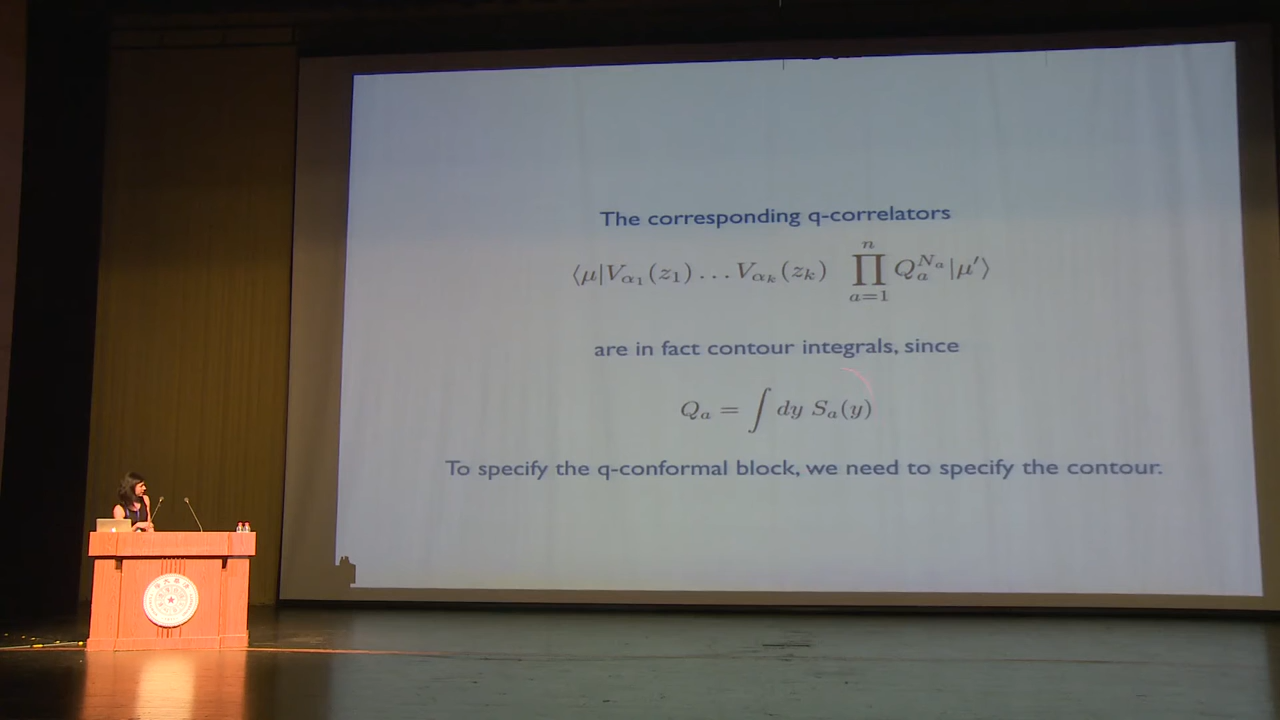 The corresponding q-correlators
⟨μ|V_{α_1}(z_1) … V_{α_k}(z_k) ∏_{a=1}^{n} Q_a^{N_a}|μ′⟩
are in fact contour integrals, since
Q_a = ∫ dy S_a(y)
To specify the q-conformal block, we need to specify the contour.